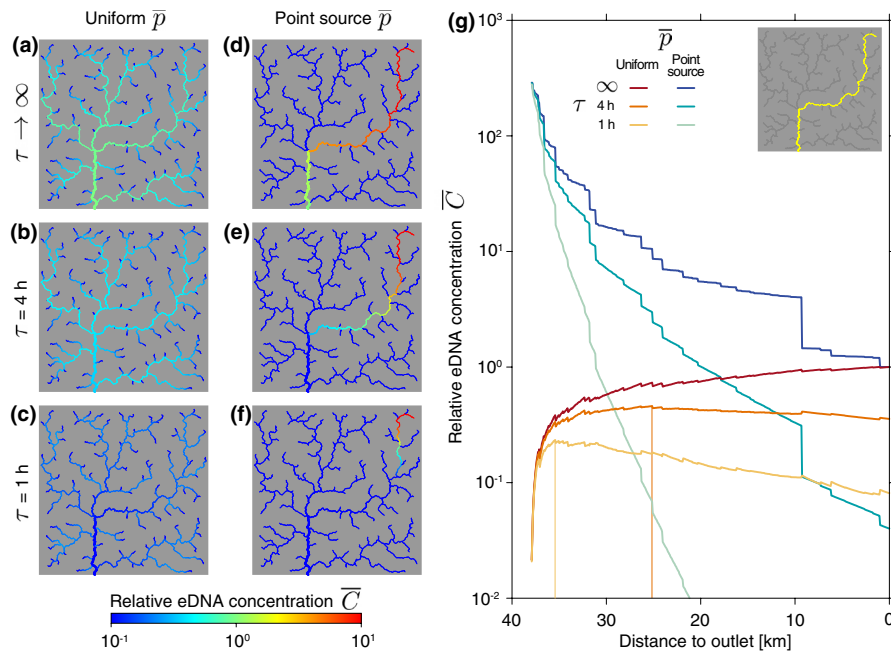 Uniform p̅
Point source p̅
(a)
τ → ∞
(d)
(b)
τ = 4 h
(e)
(c)
τ = 1 h
(f)
Relative eDNA concentration C̅
10⁻¹ 10⁰ 10¹
(g)
p̅
Uniform Point source
∞
τ 4 h
1 h
Relative eDNA concentration C̅
10³
10²
10¹
10⁰
10⁻¹
10⁻²
40 30 20 10 0
Distance to outlet [km]